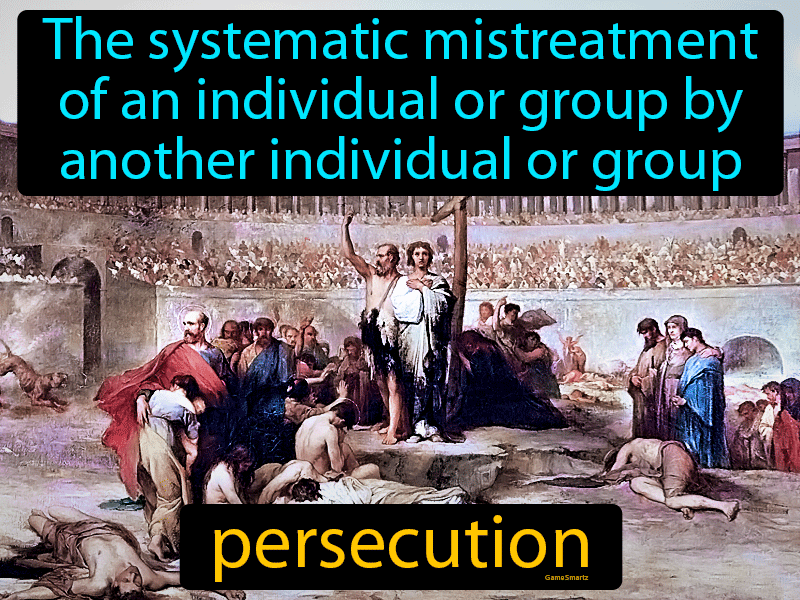 The systematic mistreatment
of an individual or group by
another individual or group
persecution
GameSmartz